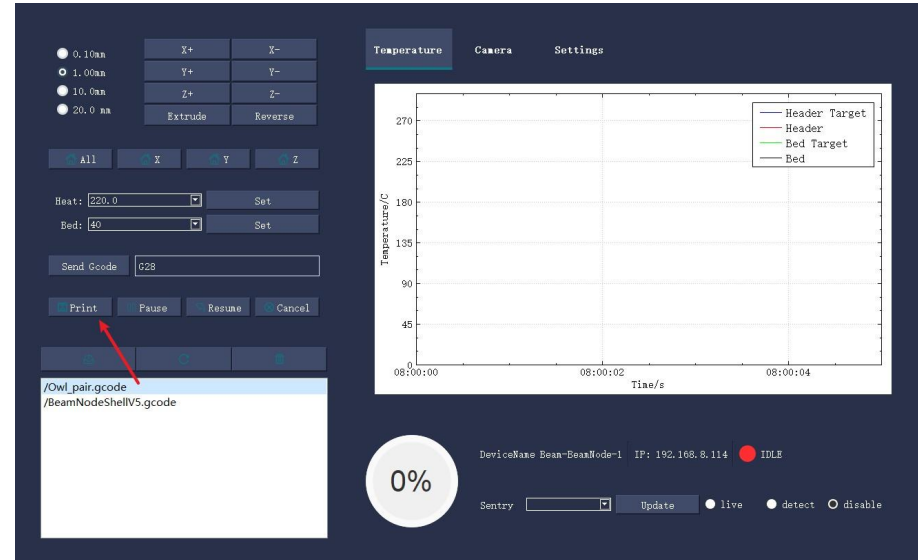 0.10mm X+ X-
1.00mm Y+ Y-
10.0mm Z+ Z-
20.0 mm Extrude Reverse
All X Y Z
Heat: 220.0 Set
Bed: 40 Set
Send Gcode G28
Print Pause Resume Cancel
/Owl_pair.gcode
/BeamNodeShellV5.gcode
Temperature Camera Settings
Header Target
Header
Bed Target
Bed
Temperature/C
270
225
180
135
90
45
0
08:00:00 08:00:02 08:00:04
Time/s
0%
DeviceName Beam-BeamNode-1 IP: 192.168.8.114 IDLE
Sentry Update live detect disable